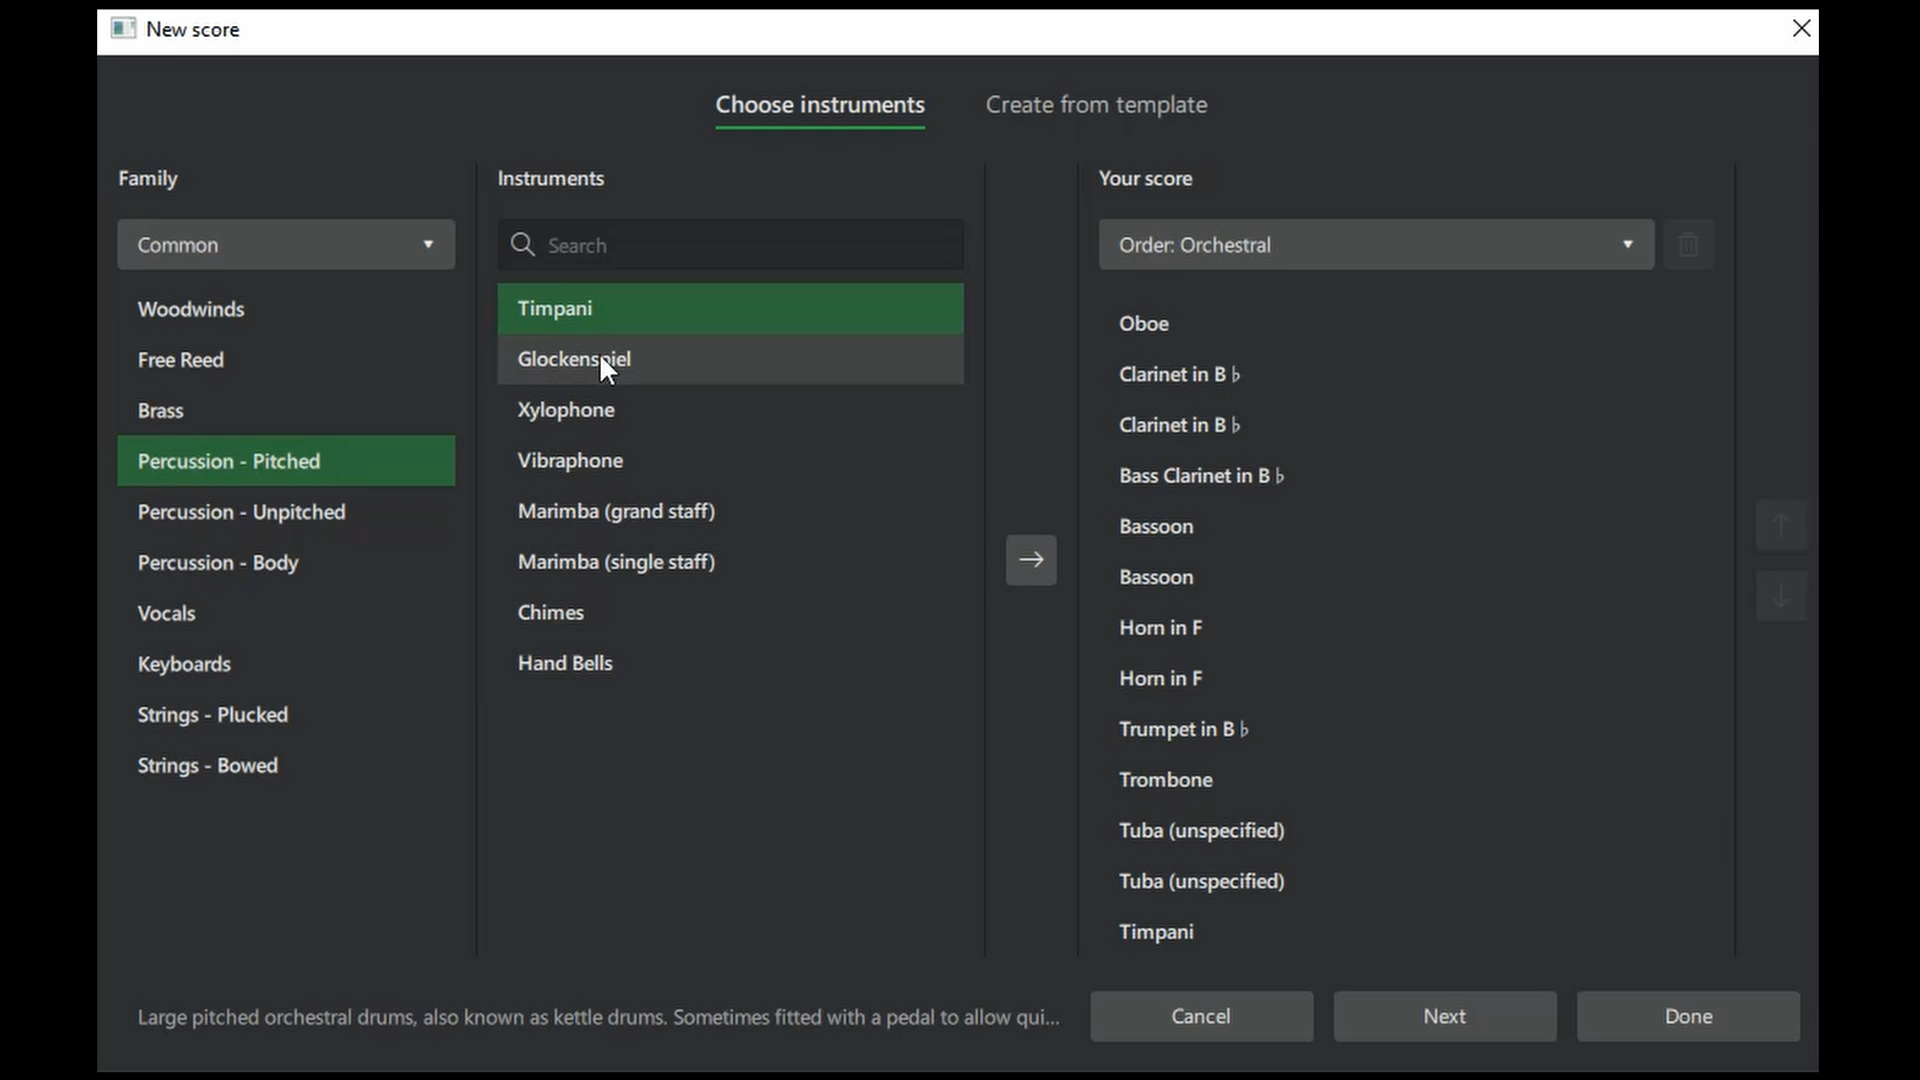 New score
Choose instruments
Create from template
Family
Common
Woodwinds
Free Reed
Brass
Percussion - Pitched
Percussion - Unpitched
Percussion - Body
Vocals
Keyboards
Strings - Plucked
Strings - Bowed
Instruments
Search
Timpani
Glockenspiel
Xylophone
Vibraphone
Marimba (grand staff)
Marimba (single staff)
Chimes
Hand Bells
Your score
Order: Orchestral
Oboe
Clarinet in B♭
Clarinet in B♭
Bass Clarinet in B♭
Bassoon
Bassoon
Horn in F
Horn in F
Trumpet in B♭
Trombone
Tuba (unspecified)
Tuba (unspecified)
Timpani
Large pitched orchestral drums, also known as kettle drums. Sometimes fitted with a pedal to allow qui...
Cancel
Next
Done